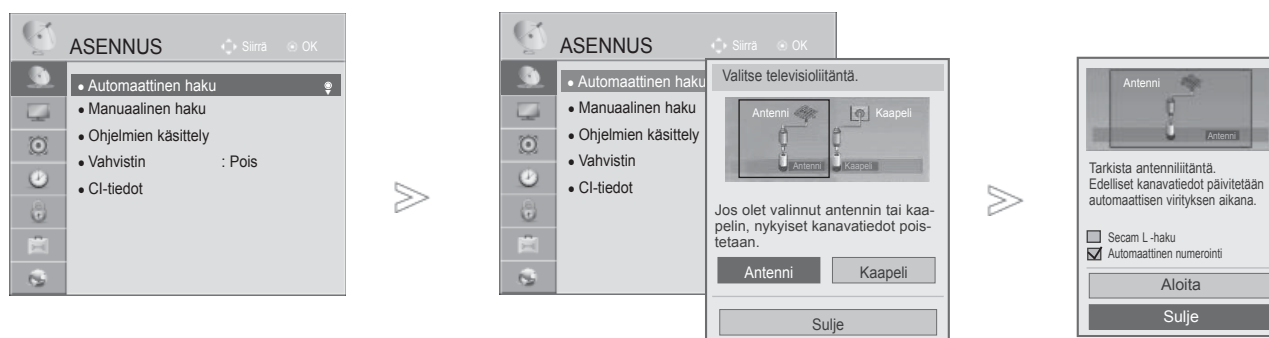 ASENNUS
Siirrä OK
• Automaattinen haku
• Manuaalinen haku
• Ohjelmien käsittely
• Vahvistin : Pois
• CI-tiedot
ASENNUS
Siirrä OK
• Automaattinen haku
• Manuaalinen haku
• Ohjelmien käsittely
• Vahvistin
• CI-tiedot
Valitse televisioliitäntä.
Antenni Kaapeli
Antenni Kaapeli
Jos olet valinnut antennin tai kaa-
pelin, nykyiset kanavatiedot pois-
tetaan.
Antenni Kaapeli
Sulje
Antenni
Antenni
Tarkista antenniliitäntä.
Edelliset kanavatiedot päivitetään
automaattisen virityksen aikana.
Secam L -haku
Automaattinen numerointi
Aloita
Sulje